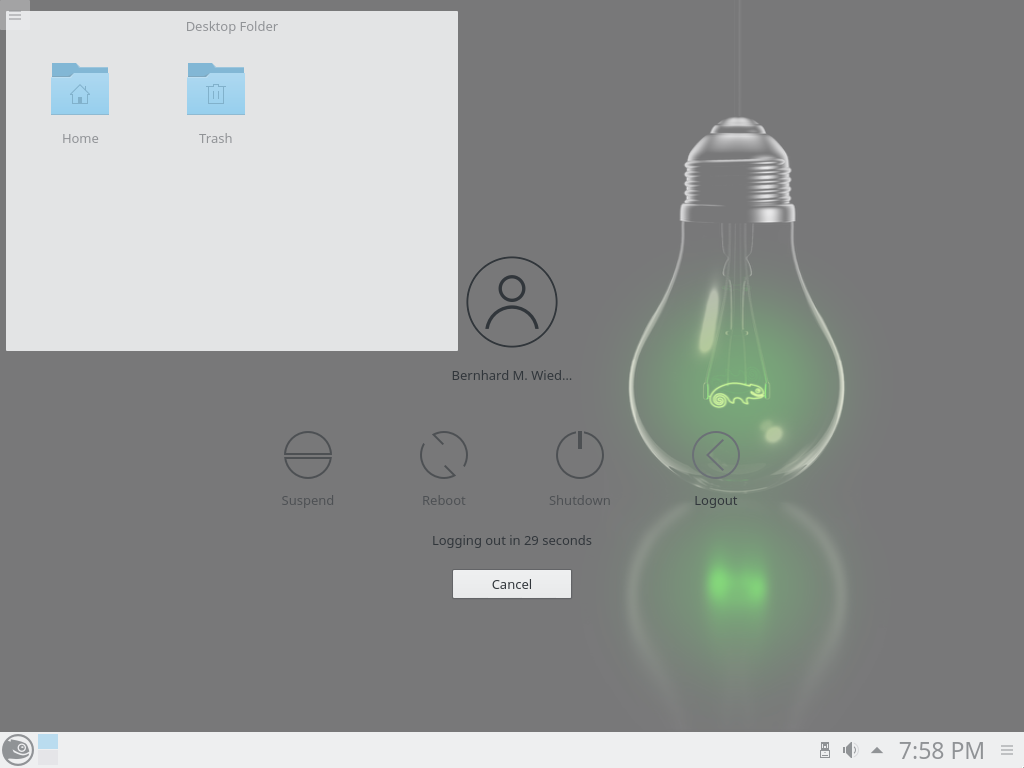 Desktop Folder
Home
Trash
Bernhard M. Wied...
Suspend
Reboot
Shutdown
Logout
Logging out in 29 seconds
Cancel
7:58 PM